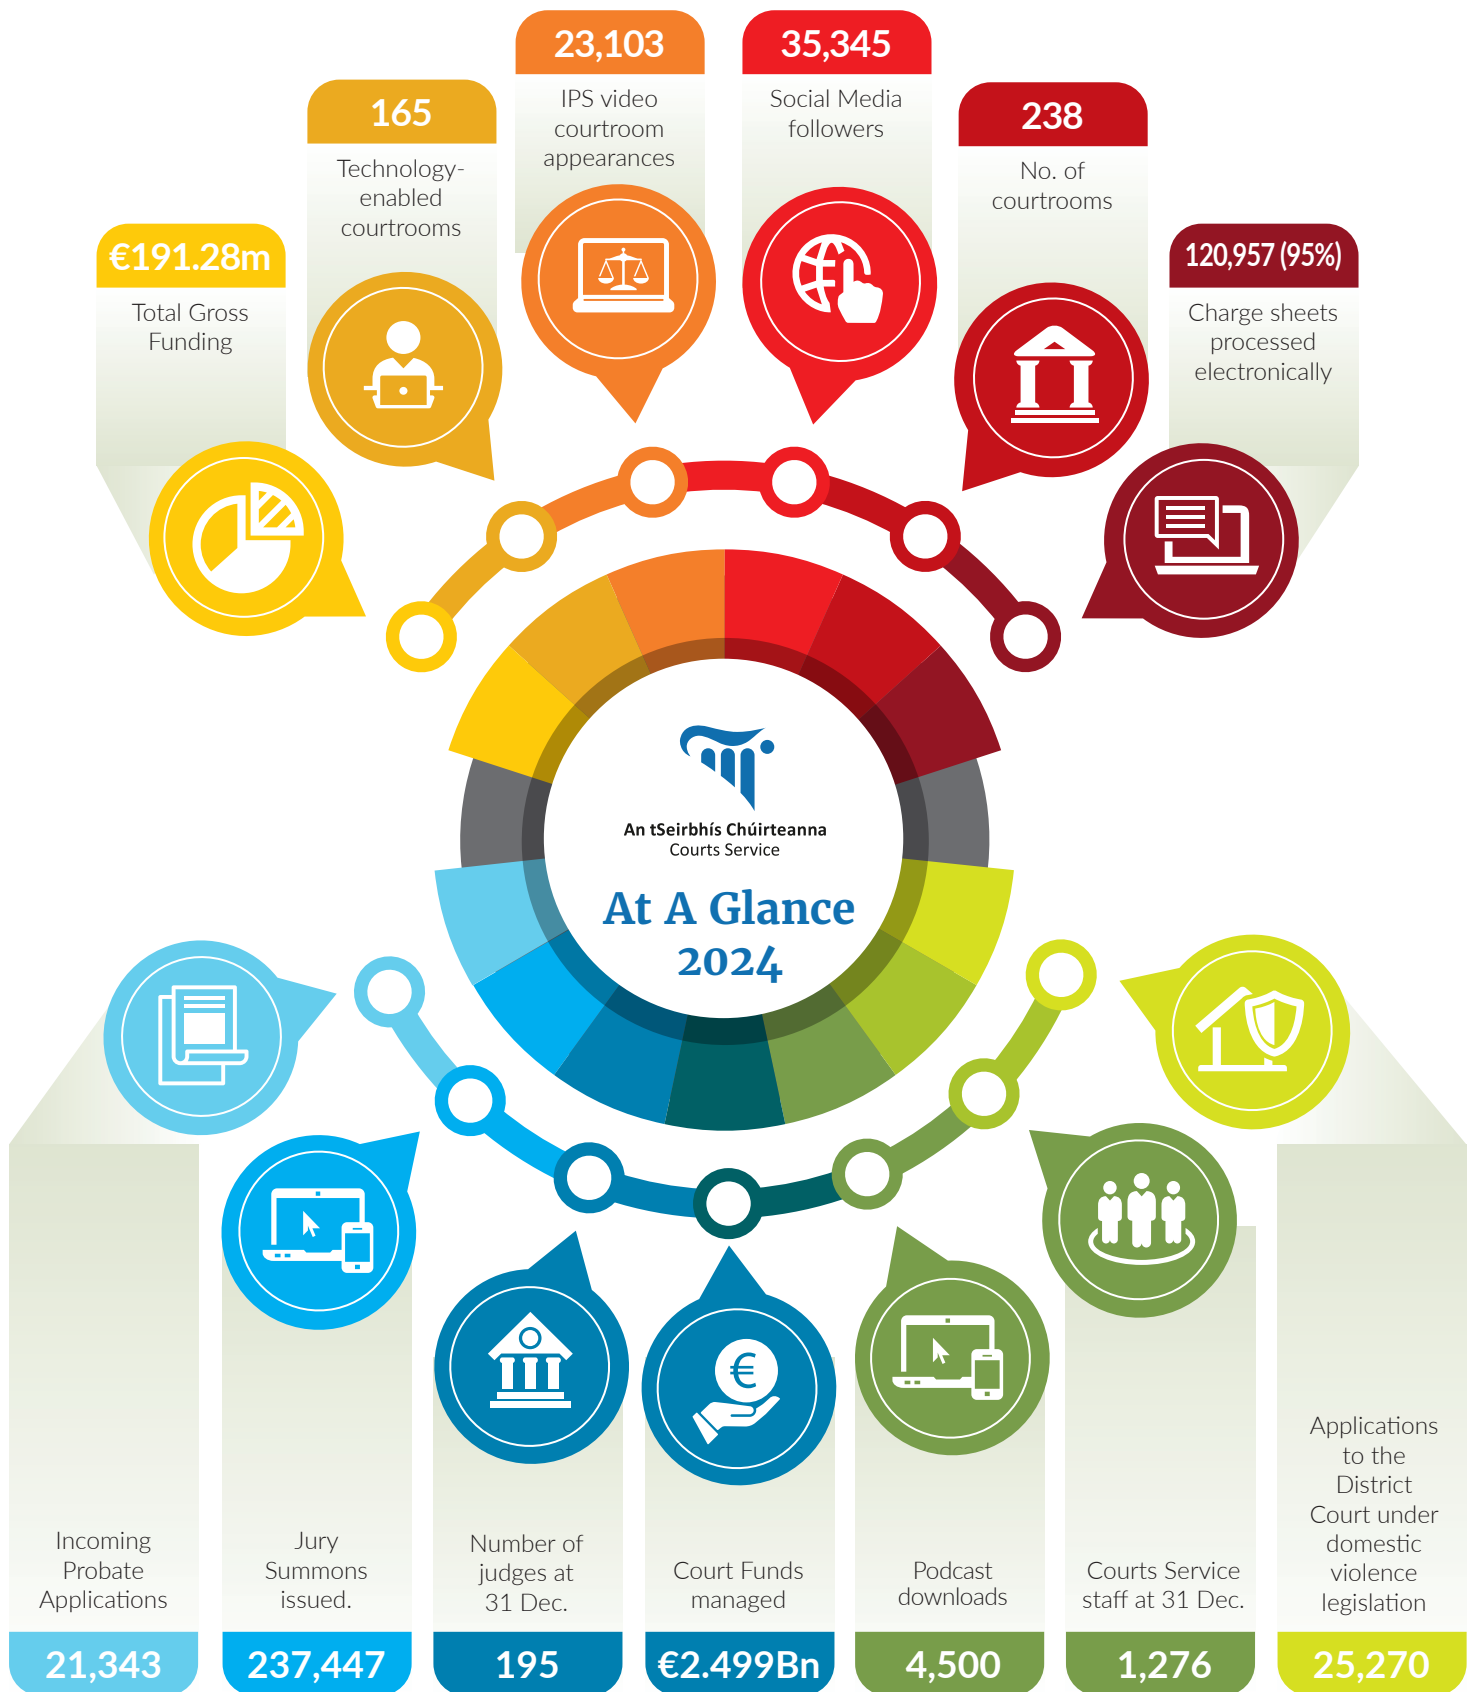 €191.28m
Total Gross
Funding
165
Technology-
enabled
courtrooms
23,103
IPS video
courtroom
appearances
35,345
Social Media
followers
238
No. of
courtrooms
120,957 (95%)
Charge sheets
processed
electronically
An tSeirbhís Chúirteanna
Courts Service
At A Glance
2024
Incoming
Probate
Applications
21,343
Jury
Summons
issued.
237,447
Number of
judges at
31 Dec.
195
€
Court Funds
managed
€2.499Bn
Podcast
downloads
4,500
Courts Service
staff at 31 Dec.
1,276
Applications
to the
District
Court under
domestic
violence
legislation
25,270